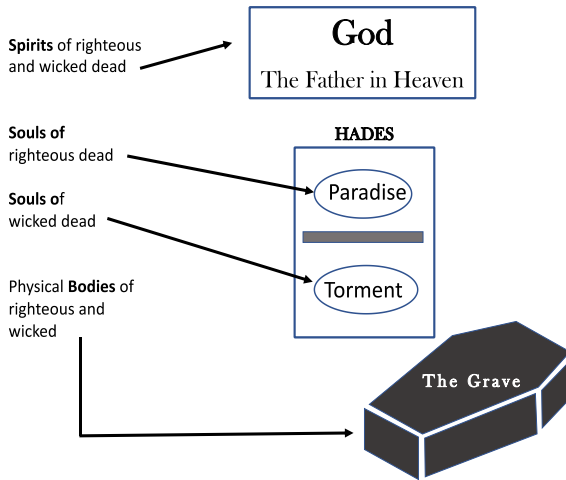 Spirits of righteous
and wicked dead
God
The Father in Heaven
Souls of
righteous dead
HADES
Paradise
Souls of
wicked dead
Torment
Physical Bodies of
righteous and
wicked
The Grave